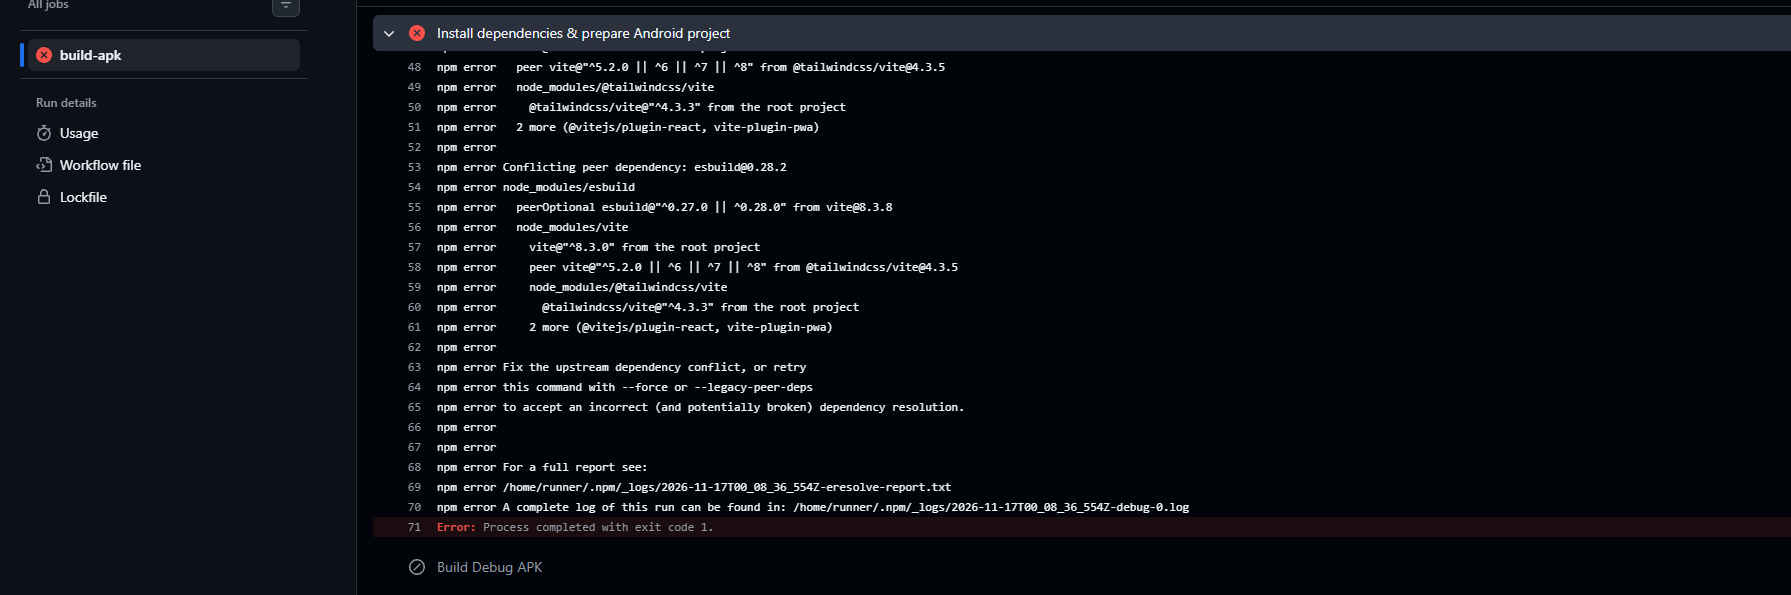 All jobs
build-apk
Run details
Usage
Workflow file
Lockfile
Install dependencies & prepare Android project
48 npm error   peer vite@"^5.2.0 || ^6 || ^7 || ^8" from @tailwindcss/vite@4.3.5
49 npm error   node_modules/@tailwindcss/vite
50 npm error     @tailwindcss/vite@"^4.3.3" from the root project
51 npm error   2 more (@vitejs/plugin-react, vite-plugin-pwa)
52 npm error
53 npm error Conflicting peer dependency: esbuild@0.28.2
54 npm error node_modules/esbuild
55 npm error   peerOptional esbuild@"^0.27.0 || ^0.28.0" from vite@8.3.8
56 npm error   node_modules/vite
57 npm error     vite@"^8.3.0" from the root project
58 npm error     peer vite@"^5.2.0 || ^6 || ^7 || ^8" from @tailwindcss/vite@4.3.5
59 npm error     node_modules/@tailwindcss/vite
60 npm error       @tailwindcss/vite@"^4.3.3" from the root project
61 npm error     2 more (@vitejs/plugin-react, vite-plugin-pwa)
62 npm error
63 npm error Fix the upstream dependency conflict, or retry
64 npm error this command with --force or --legacy-peer-deps
65 npm error to accept an incorrect (and potentially broken) dependency resolution.
66 npm error
67 npm error
68 npm error For a full report see:
69 npm error /home/runner/.npm/_logs/2026-11-17T00_08_36_554Z-eresolve-report.txt
70 npm error A complete log of this run can be found in: /home/runner/.npm/_logs/2026-11-17T00_08_36_554Z-debug-0.log
71 Error: Process completed with exit code 1.
Build Debug APK